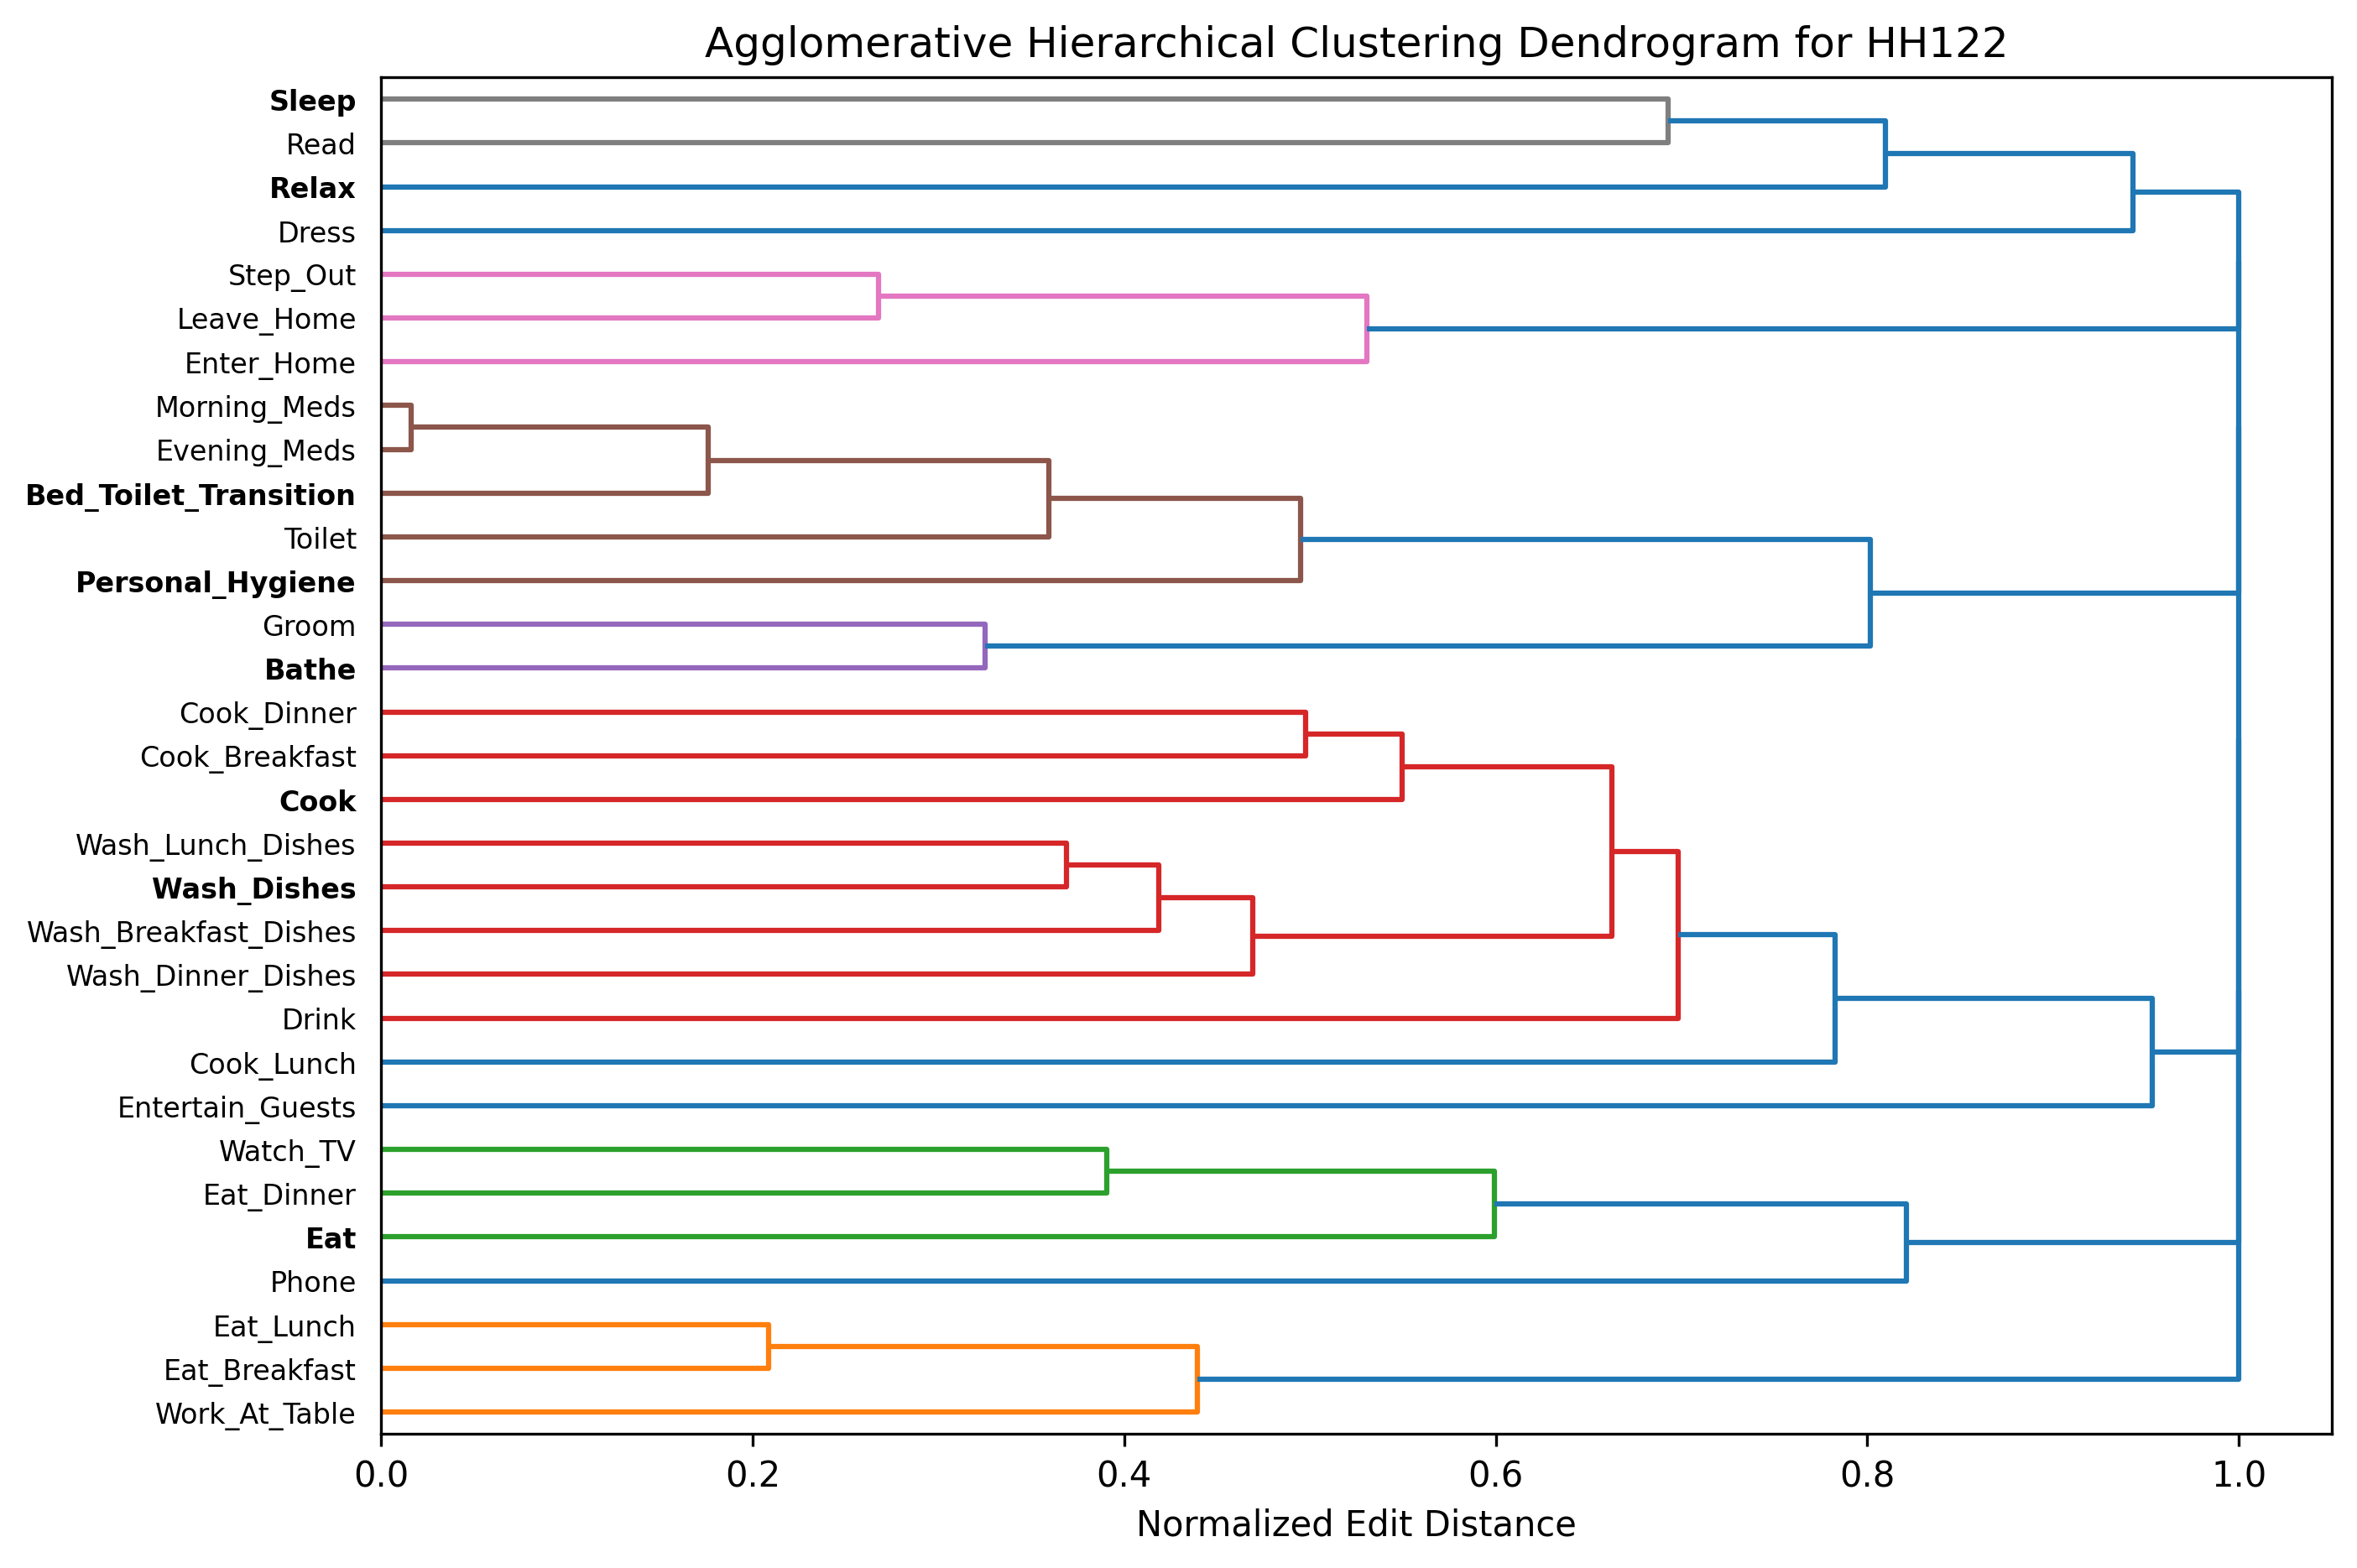 Agglomerative Hierarchical Clustering Dendrogram for HH122
Sleep
Read
Relax
Dress
Step_Out
Leave_Home
Enter_Home
Morning_Meds
Evening_Meds
Bed_Toilet_Transition
Toilet
Personal_Hygiene
Groom
Bathe
Cook_Dinner
Cook_Breakfast
Cook
Wash_Lunch_Dishes
Wash_Dishes
Wash_Breakfast_Dishes
Wash_Dinner_Dishes
Drink
Cook_Lunch
Entertain_Guests
Watch_TV
Eat_Dinner
Eat
Phone
Eat_Lunch
Eat_Breakfast
Work_At_Table
0.0 0.2 0.4 0.6 0.8 1.0
Normalized Edit Distance